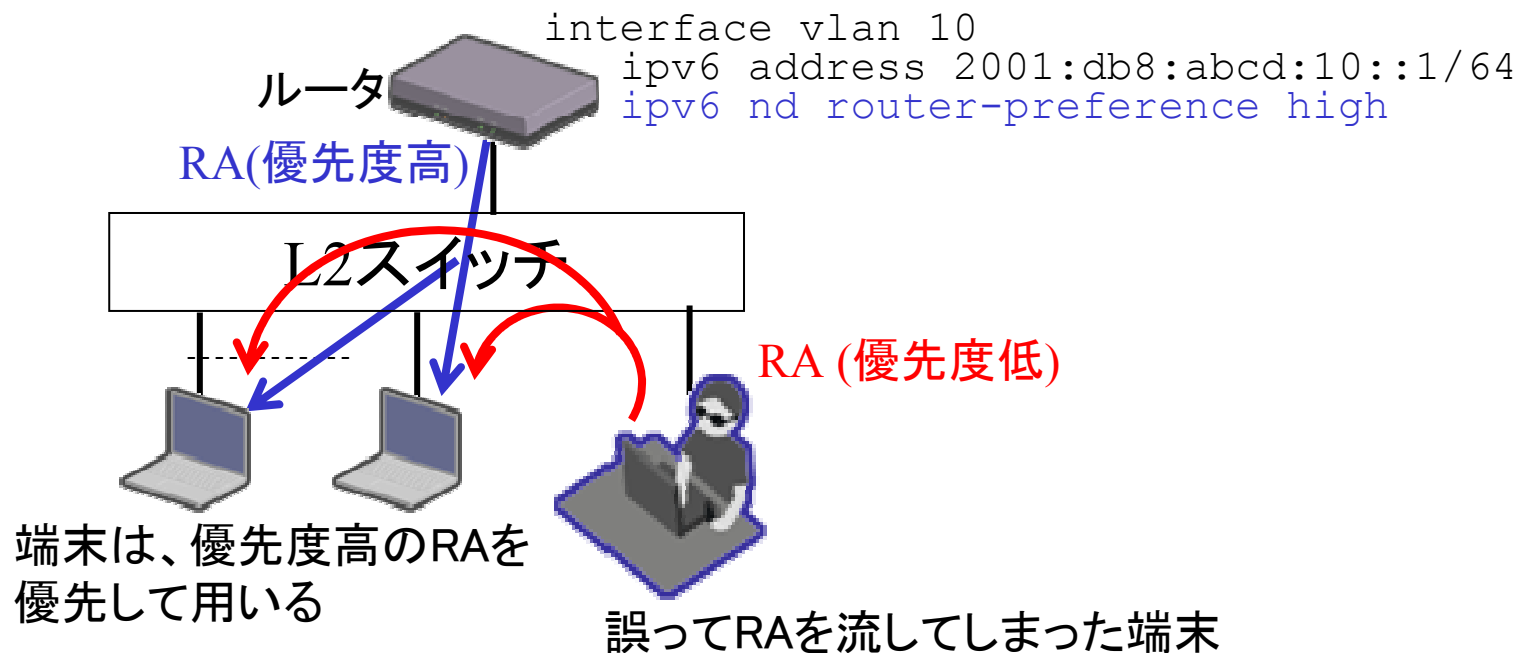 interface vlan 10
ipv6 address 2001:db8:abcd:10::1/64
ipv6 nd router-preference high
ルータ
RA(優先度高)
L2スイッチ
RA (優先度低)
端末は、優先度高のRAを
優先して用いる
誤ってRAを流してしまった端末